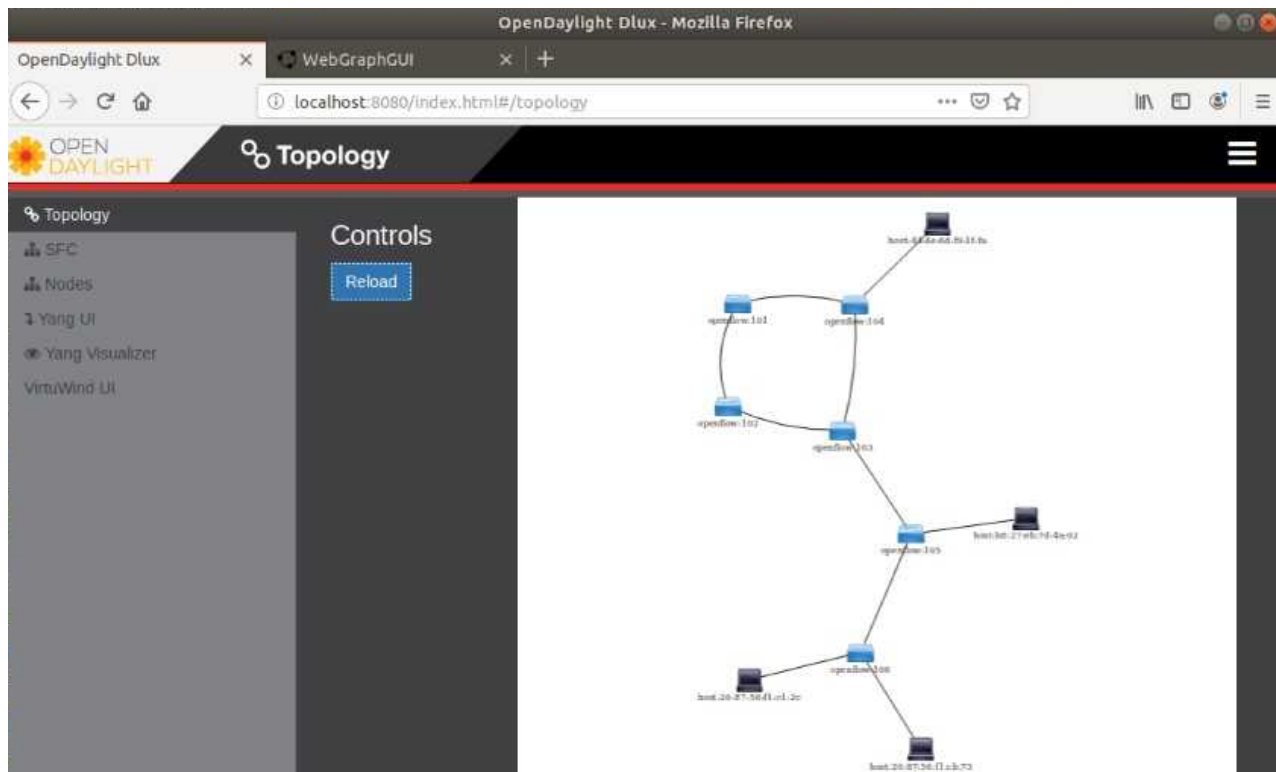 OpenDaylight Dlux - Mozilla Firefox
OpenDaylight Dlux × WebGraphGUI × +
localhost:8080/index.html#/topology
OPEN
DAYLIGHT
Topology
Topology
SFC
Nodes
Yang UI
Yang Visualizer
VirtuWind UI
Controls
Reload
openflow:101
openflow:104
openflow:102
openflow:103
openflow:105
openflow:106